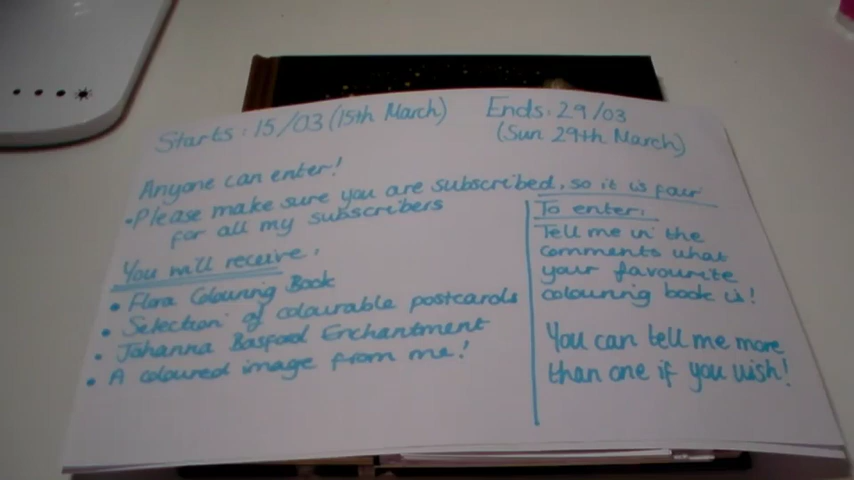 Starts: 15/03 (15th March)
Ends: 29/03
(Sun 29th March)
Anyone can enter!
•Please make sure you are subscribed, so it is fair
for all my subscribers
You will receive:
• Flora Colouring Book
• Selection of colourable postcards
• Johanna Basford Enchantment
• A coloured image from me!
To enter:
Tell me in the
comments what
your favourite
colouring book is!
You can tell me more
than one if you wish!